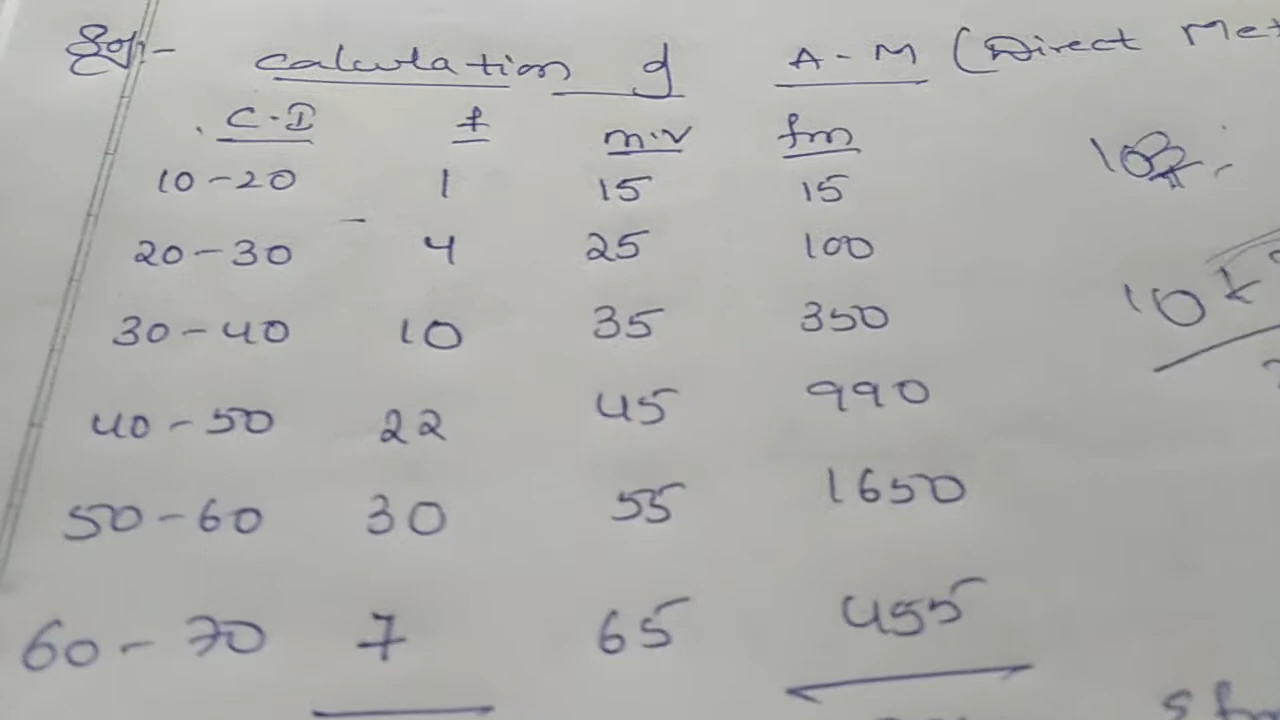 Sol:- Calculation of A-M (Direct Met
C.I f m.v fm
10-20 1 15 15
20-30 4 25 100
30-40 10 35 350
40-50 22 45 990
50-60 30 55 1650
60-70 7 65 455